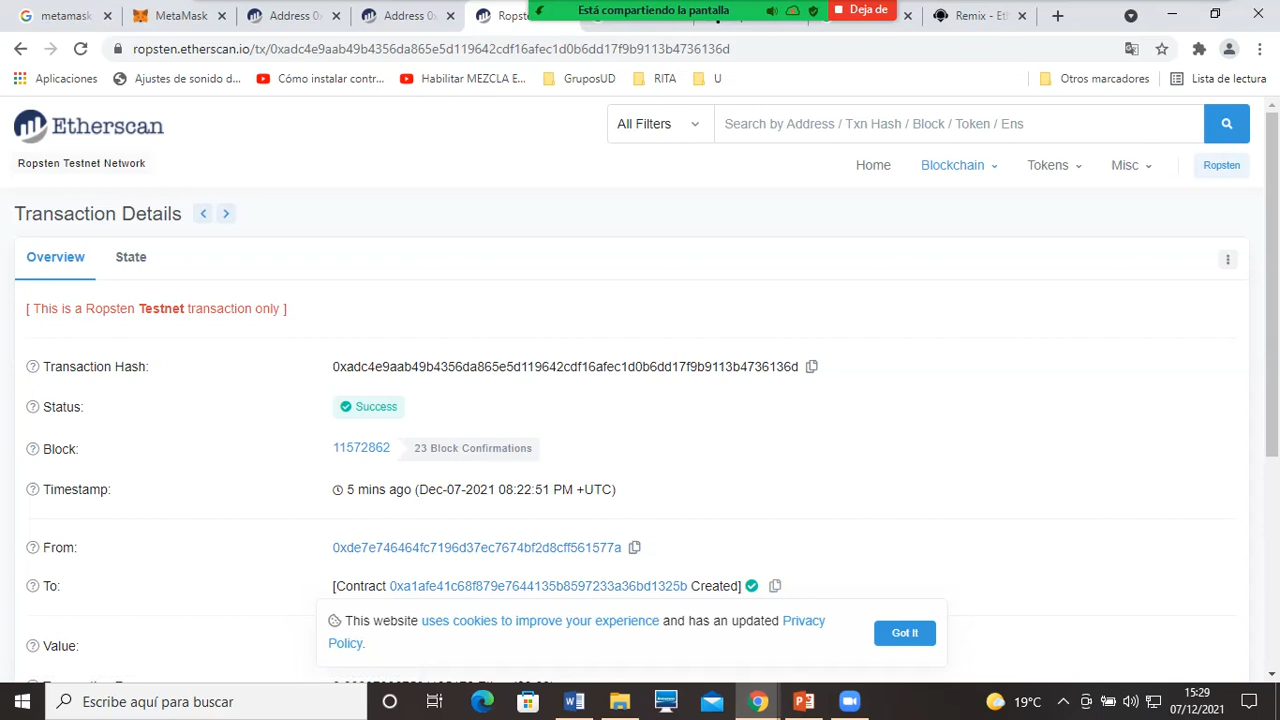 metamask
MetaMask
Address 0
Address 0
Rops
Está compartiendo la pantalla
Deja de
Remix - Et
ropsten.etherscan.io/tx/0xadc4e9aab49b4356da865e5d119642cdf16afec1d0b6dd17f9b9113b4736136d
Aplicaciones
Ajustes de sonido d...
Cómo instalar contr...
Habilitar MEZCLA E...
GruposUD
RITA
U
Otros marcadores
Lista de lectura
Etherscan
All Filters
Search by Address / Txn Hash / Block / Token / Ens
Ropsten Testnet Network
Home
Blockchain
Tokens
Misc
Ropsten
Transaction Details
Overview
State
[ This is a Ropsten Testnet transaction only ]
Transaction Hash:
0xadc4e9aab49b4356da865e5d119642cdf16afec1d0b6dd17f9b9113b4736136d
Status:
Success
Block:
11572862
23 Block Confirmations
Timestamp:
5 mins ago (Dec-07-2021 08:22:51 PM +UTC)
From:
0xde7e746464fc7196d37ec7674bf2d8cff561577a
To:
[Contract 0xa1afe41c68f879e7644135b8597233a36bd1325b Created]
This website uses cookies to improve your experience and has an updated Privacy
Policy.
Got It
Value:
Escribe aquí para buscar
19°C
15:29
07/12/2021